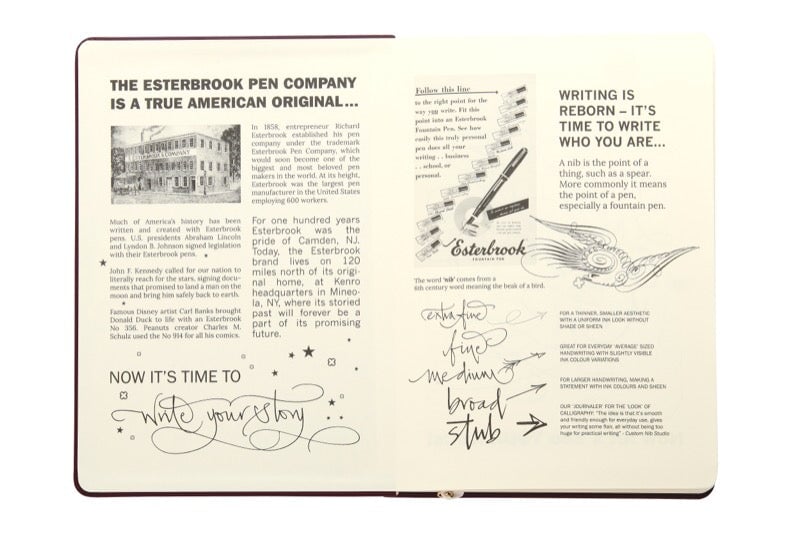 THE ESTERBROOK PEN COMPANY
IS A TRUE AMERICAN ORIGINAL...
ESTERBROOK & COMPANY
In 1858, entrepreneur Richard
Esterbrook established his pen
company under the trademark
Esterbrook Pen Company, which
would soon become one of the
biggest and most beloved pen
makers in the world. At its height,
Esterbrook was the largest pen
manufacturer in the United States
employing 600 workers.
Much of America's history has been
written and created with Esterbrook
pens. U.S. presidents Abraham Lincoln
and Lyndon B. Johnson signed legislation
with their Esterbrook pens.
John F. Kennedy called for our nation to
literally reach for the stars, signing docu-
ments that promised to land a man on the
moon and bring him safely back to earth.
Famous Disney artist Carl Banks brought
Donald Duck to life with an Esterbrook
No 356. Peanuts creator Charles M.
Schulz used the No 914 for all his comics.
For one hundred years
Esterbrook was the
pride of Camden, NJ.
Today, the Esterbrook
brand lives on 120
miles north of its origi-
nal home, at Kenro
headquarters in Mineo-
la, NY, where its storied
past will forever be a
part of its promising
future.
NOW IT'S TIME TO
write your story
Follow this line
to the right point for the
way you write. Fit this
point into an Esterbrook
Fountain Pen. See how
easily this truly personal
pen does all your
writing . . business
. . school, or
personal.
Esterbrook
FOUNTAIN PEN
The word 'nib' comes from a
6th century word meaning the beak of a bird.
WRITING IS
REBORN – IT'S
TIME TO WRITE
WHO YOU ARE...
A nib is the point of a
thing, such as a spear.
More commonly it means
the point of a pen,
especially a fountain pen.
extra fine
FOR A THINNER, SMALLER AESTHETIC
WITH A UNIFORM INK LOOK WITHOUT
SHADE OR SHEEN
fine
GREAT FOR EVERYDAY 'AVERAGE' SIZED
HANDWRITING WITH SLIGHTLY VISIBLE
INK COLOUR VARIATIONS
medium
FOR LARGER HANDWRITING, MAKING A
STATEMENT WITH INK COLOURS AND SHEEN
broad
stub
OUR 'JOURNALER' FOR THE 'LOOK' OF
CALLIGRAPHY. "The idea is that it's smooth
and friendly enough for everyday use, gives
your writing some flair, all without being too
huge for practical writing" - Custom Nib Studio